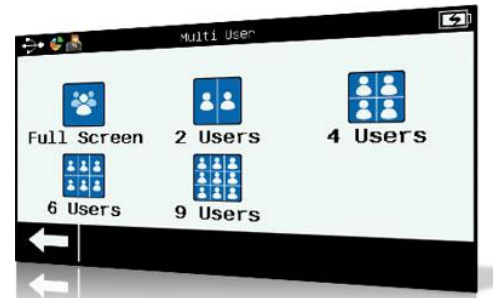 Multi User
Full Screen
2 Users
4 Users
6 Users
9 Users